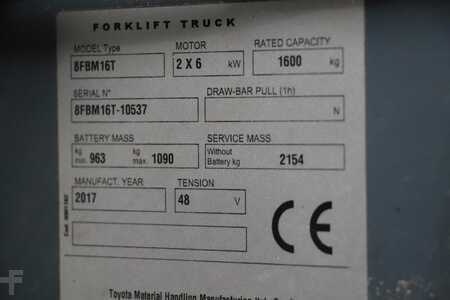 FORKLIFT TRUCK
MODEL Type MOTOR RATED CAPACITY
8FBM16T 2 X 6 kW 1600 kg
SERIAL N° DRAW-BAR PULL (1h)
8FBM16T-10537 N
BATTERY MASS SERVICE MASS
kg min. 963 kg max. 1090 Without Battery kg 2154
MANUFACT. YEAR TENSION
2017 48 V
CE
Toyota Material Handling Manufacturing
F